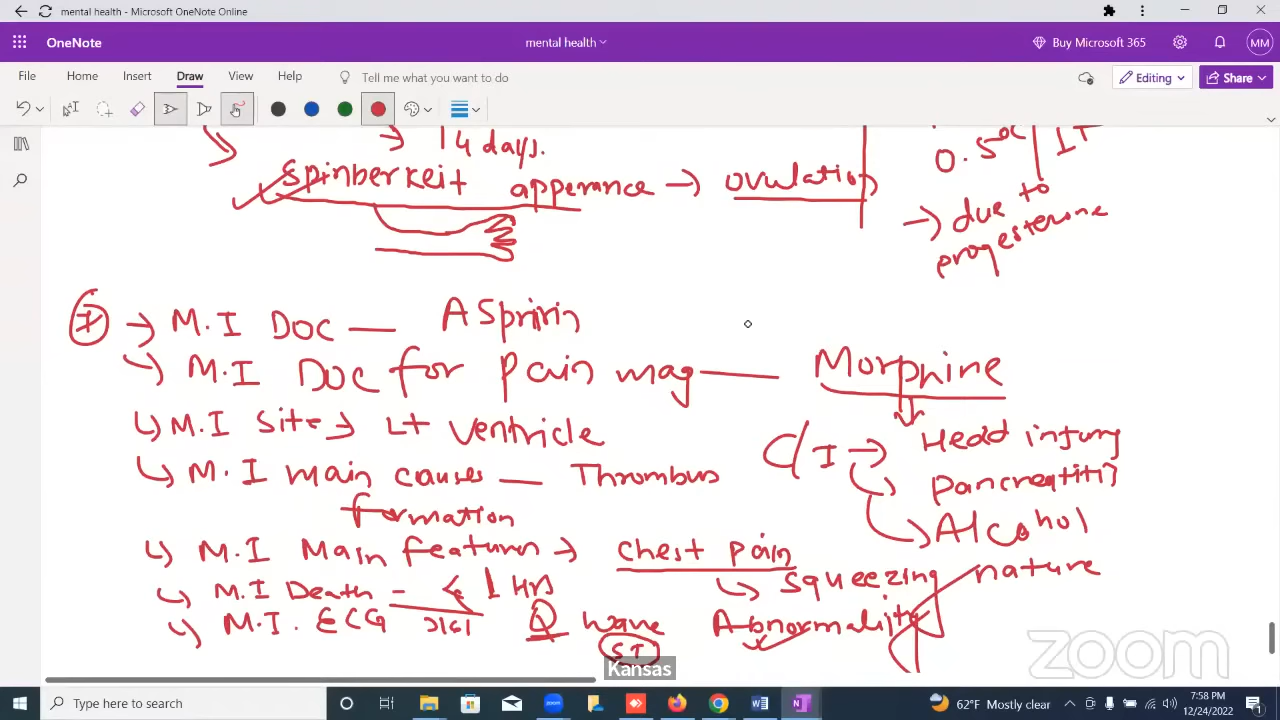 mental health - Microsoft OneNote
OneNote
mental health
Buy Microsoft 365
MM
File Home Insert Draw View Help Tell me what you want to do
Editing
Share
→ 14 days.
Spinberkeit apperance → ovulation
0.5°C
→ due to
progesterone
→ M.I DOC — ASpirin
M.I DOC for Pain mag — Morphine
M.I Site → Lt ventricle
C/I → Head injury
M.I main causes — Thrombus
formation
Pancreatitis
Alcohol
M.I Main features → chest pain
squeezing nature
M.I Death - < 1 HRS
M.I. ECG Q wave Abnormality
ST
Kansas
zoom
Type here to search
zoom
62°F Mostly clear
7:58 PM
12/24/2022